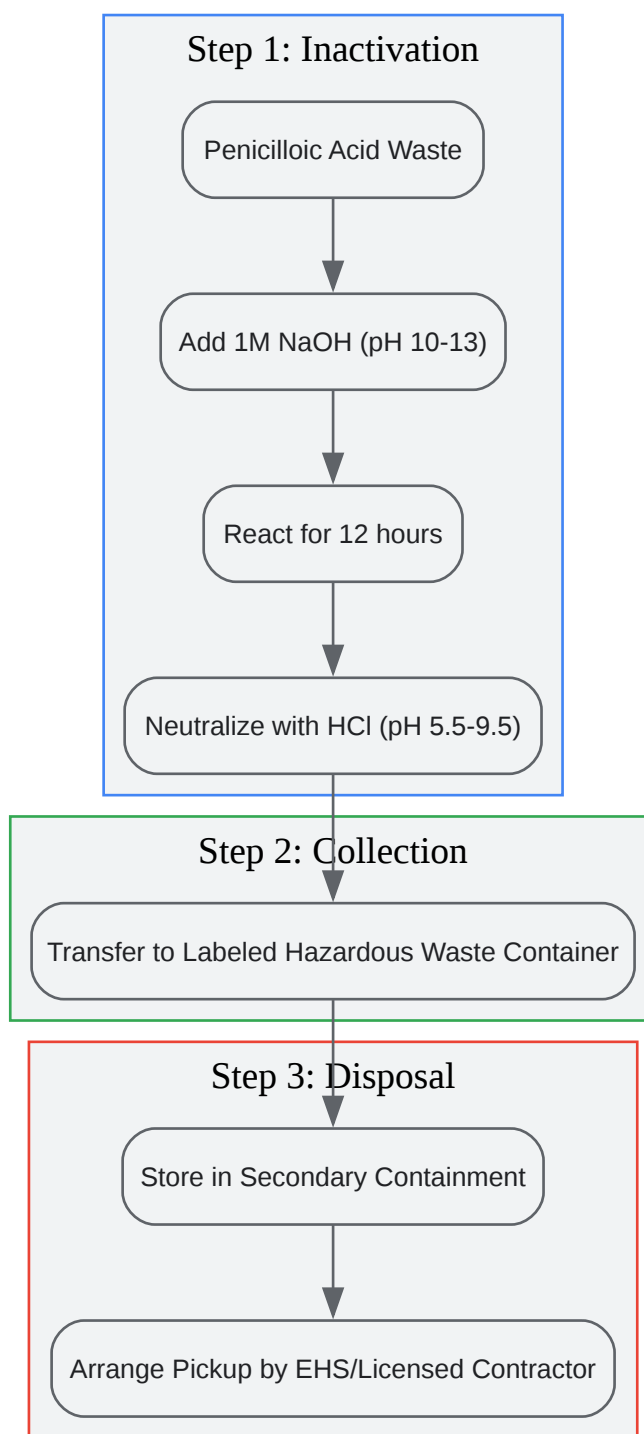 Step 1: Inactivation
Penicilloic Acid Waste
Add 1M NaOH (pH 10-13)
React for 12 hours
Neutralize with HCl (pH 5.5-9.5)
Step 2: Collection
Transfer to Labeled Hazardous Waste Container
Step 3: Disposal
Store in Secondary Containment
Arrange Pickup by EHS/Licensed Contractor